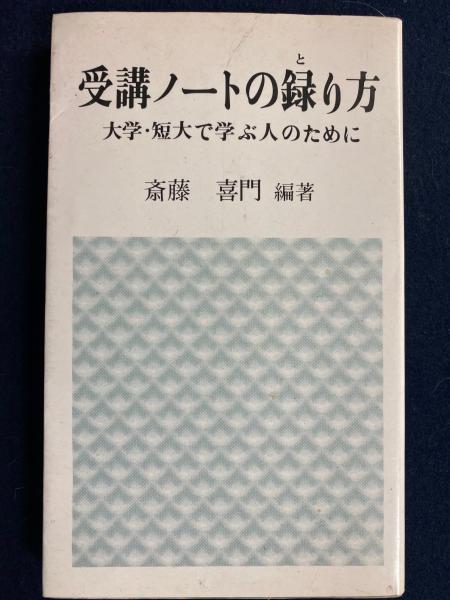 受講ノートの録り方
と
大学・短大で学ぶ人のために
斎藤 喜門 編著